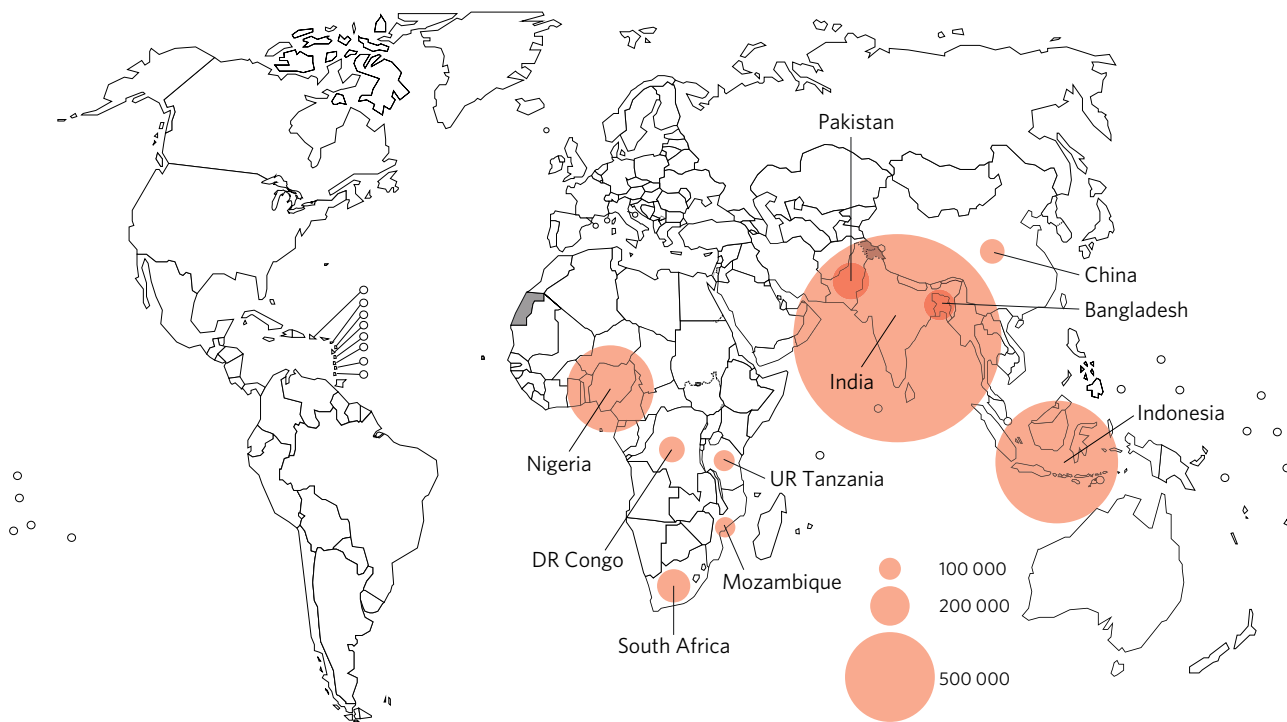 Pakistan
China
Bangladesh
India
Indonesia
Nigeria
UR Tanzania
DR Congo
Mozambique
South Africa
100 000
200 000
500 000